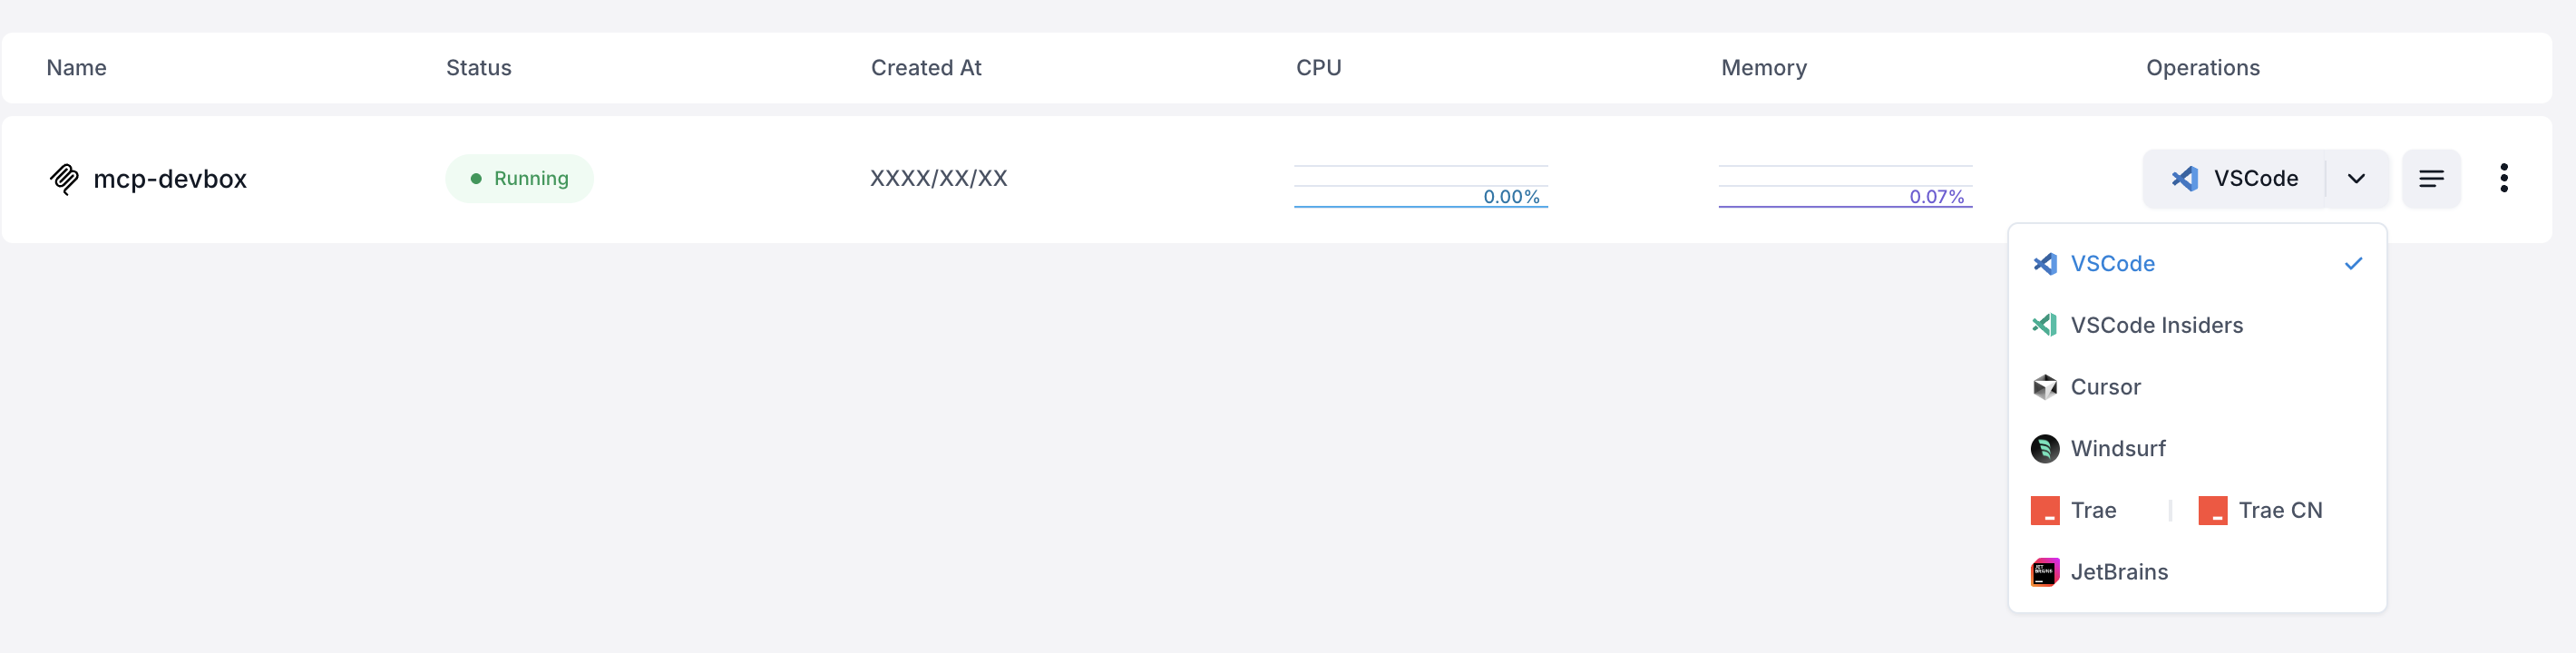 Name Status Created At CPU Memory Operations
mcp-devbox Running XXXX/XX/XX 0.00% 0.07% VSCode
VSCode
VSCode Insiders
Cursor
Windsurf
Trae Trae CN
JetBrains